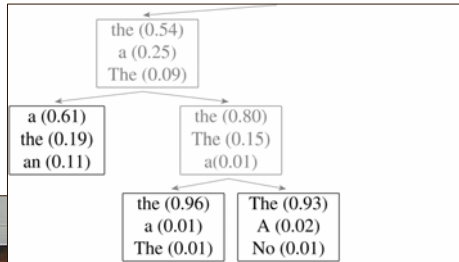 the (0.54)
a (0.25)
The (0.09)
a (0.61)
the (0.19)
an (0.11)
the (0.80)
The (0.15)
a(0.01)
the (0.96)
a (0.01)
The (0.01)
The (0.93)
A (0.02)
No (0.01)